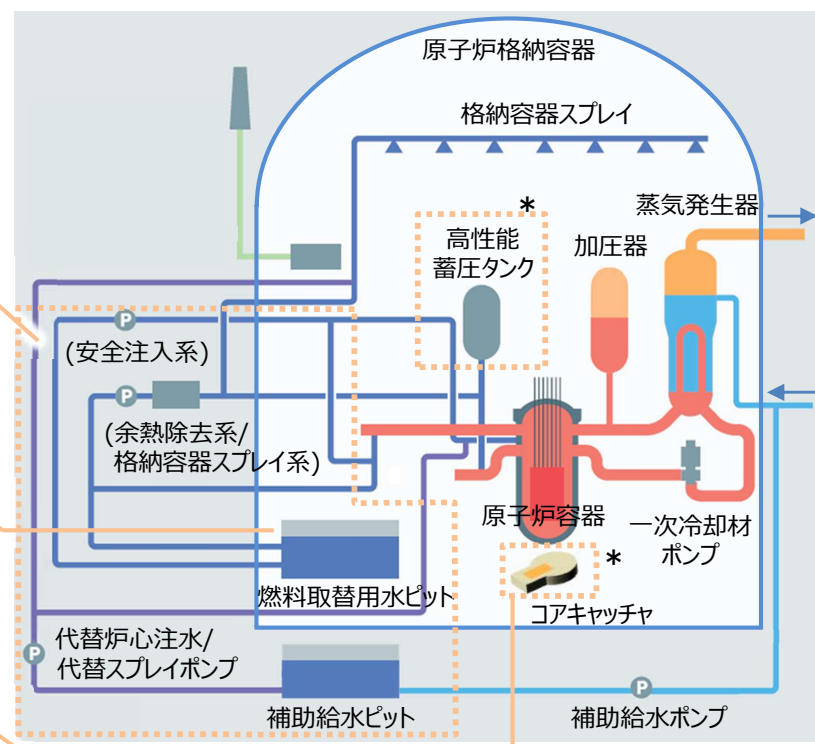 原子炉格納容器
格納容器スプレイ
*
蒸気発生器
高性能
蓄圧タンク
加圧器
P
(安全注入系)
P
(余熱除去系/
格納容器スプレイ系)
原子炉容器
一次冷却材
ポンプ
*
燃料取替用水ピット
コアキャッチャ
P
代替炉心注水/
代替スプレイポンプ
P
補助給水ピット
補助給水ポンプ